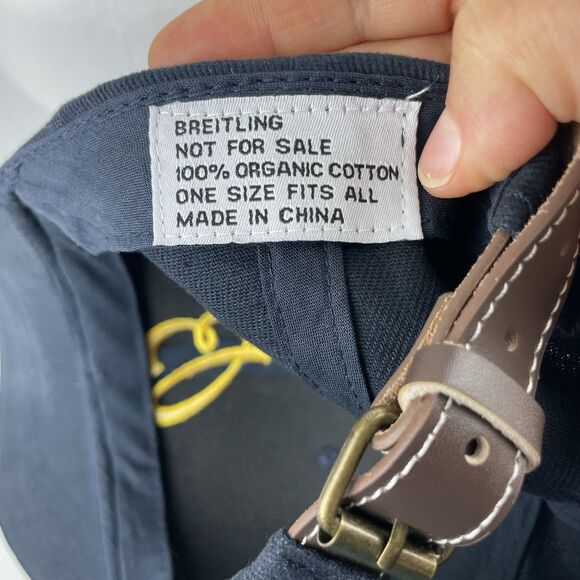 BREITLING
NOT FOR SALE
100% ORGANIC COTTON
ONE SIZE FITS ALL
MADE IN CHINA